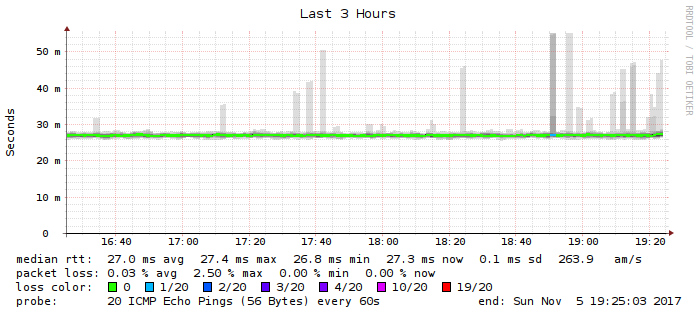 Last 3 Hours
RRDTOOL / TOBI OETIKER
Seconds
50 m
40 m
30 m
20 m
10 m
0
16:40 17:00 17:20 17:40 18:00 18:20 18:40 19:00 19:20
median rtt: 27.0 ms avg 27.4 ms max 26.8 ms min 27.3 ms now 0.1 ms sd 263.9 am/s
packet loss: 0.03 % avg 2.50 % max 0.00 % min 0.00 % now
loss color: 0 1/20 2/20 3/20 4/20 10/20 19/20
probe: 20 ICMP Echo Pings (56 Bytes) every 60s end: Sun Nov 5 19:25:03 2017